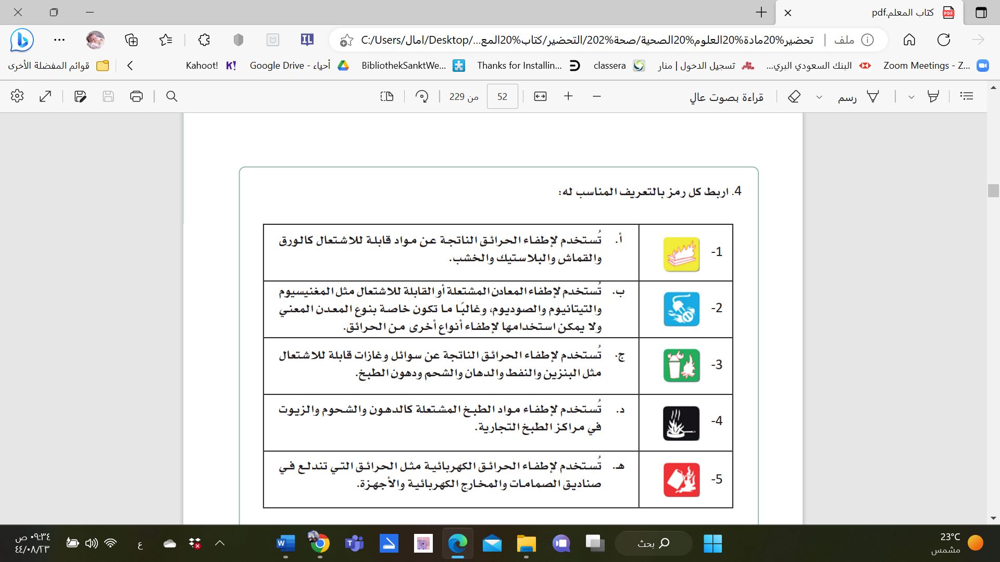 كتاب المعلم.pdf
ملف
C:/Users/امال/Desktop/تحضير%20مادة%20العلوم%20الصحية/صحة%202/التحضير/كتاب%20المع...
Zoom Meetings - Z...
البنك السعودي البري...
تسجيل الدخول | منار
classera
Thanks for Installin...
BibliothekSanktWe...
أحياء - Google Drive
Kahoot!
قوائم المفضلة الأخرى
رسم
قراءة بصوت عالٍ
52
من 229
4. اربط كل رمز بالتعريف المناسب له:
1-
أ. تُستخدم لإطفاء الحرائق الناتجة عن مواد قابلة للاشتعال كالورق
والقماش والبلاستيك والخشب.
2-
ب. تُستخدم لإطفاء المعادن المشتعلة أو القابلة للاشتعال مثل المغنيسيوم
والتيتانيوم والصوديوم، وغالبًا ما تكون خاصة بنوع المعدن المعني
ولا يمكن استخدامها لإطفاء أنواع أخرى من الحرائق.
3-
ج. تُستخدم لإطفاء الحرائق الناتجة عن سوائل وغازات قابلة للاشتعال
مثل البنزين والنفط والدهان والشحم ودهون الطبخ.
4-
د. تُستخدم لإطفاء مواد الطبخ المشتعلة كالدهون والشحوم والزيوت
في مراكز الطبخ التجارية.
5-
هـ. تُستخدم لإطفاء الحرائق الكهربائية مثل الحرائق التي تندلع في
صناديق الصمامات والمخارج الكهربائية والأجهزة.
23°C
مشمس
بحث
ع
٠٩:٣٤ ص
٤٤/٠٨/٢٣